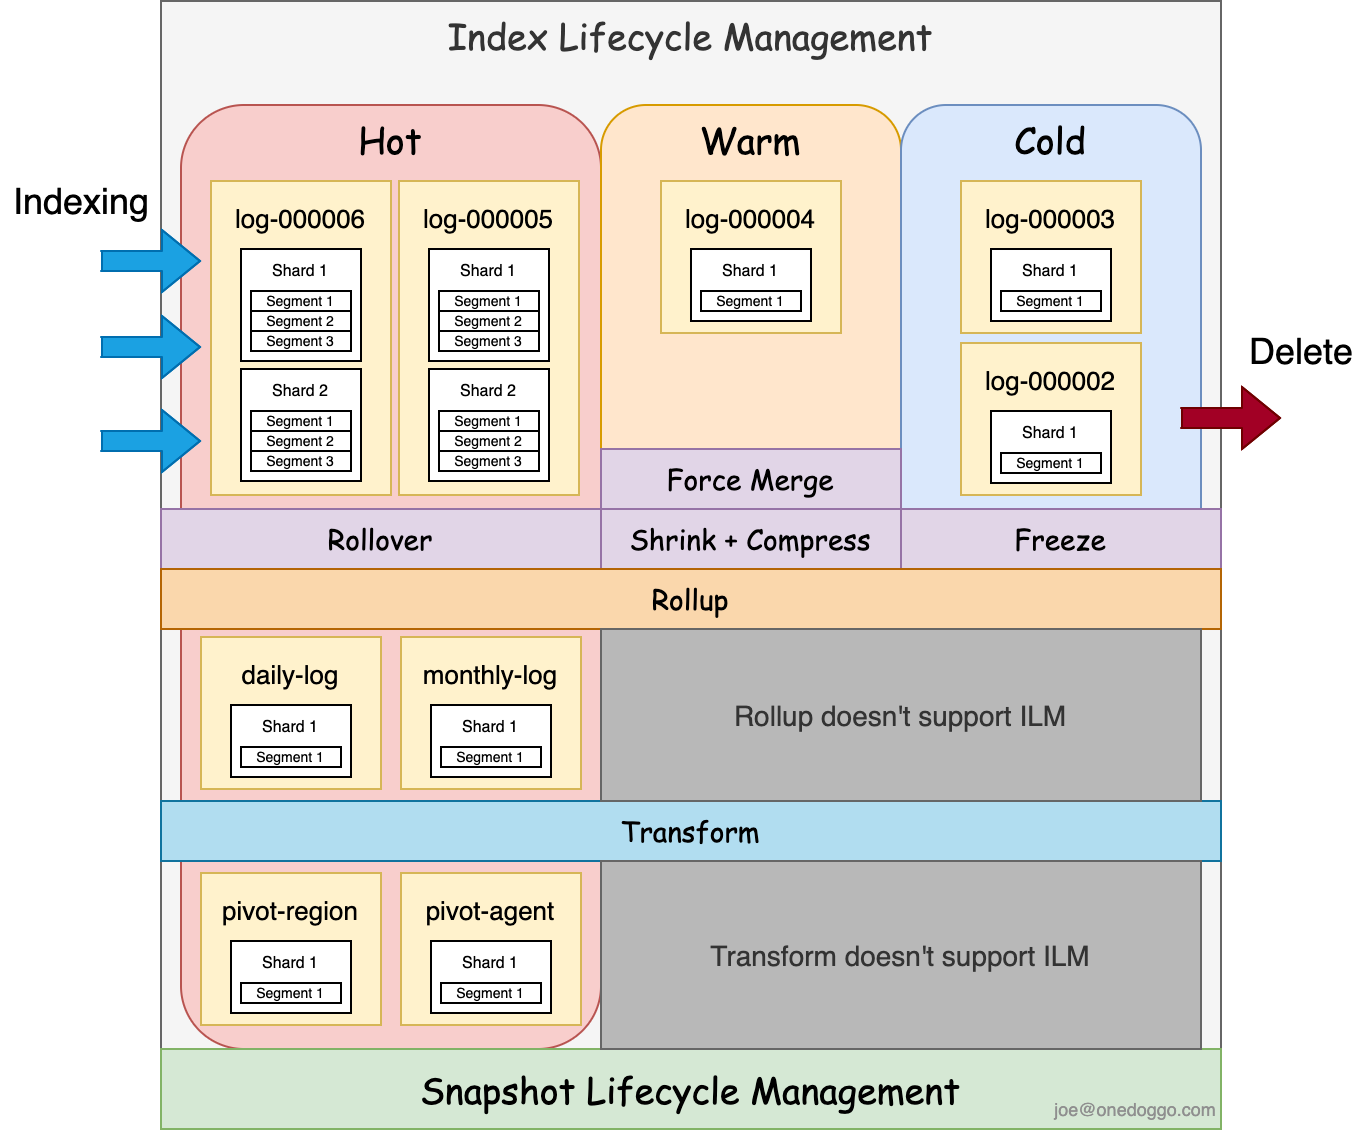 Index Lifecycle Management
Hot
Warm
Cold
Indexing
log-000006
Shard 1
Segment 1
Segment 2
Segment 3
Shard 2
Segment 1
Segment 2
Segment 3
log-000005
Shard 1
Segment 1
Segment 2
Segment 3
Shard 2
Segment 1
Segment 2
Segment 3
log-000004
Shard 1
Segment 1
log-000003
Shard 1
Segment 1
log-000002
Shard 1
Segment 1
Delete
Force Merge
Rollover
Shrink + Compress
Freeze
Rollup
daily-log
Shard 1
Segment 1
monthly-log
Shard 1
Segment 1
Rollup doesn't support ILM
Transform
pivot-region
Shard 1
Segment 1
pivot-agent
Shard 1
Segment 1
Transform doesn't support ILM
Snapshot Lifecycle Management
joe@onedoggo.com